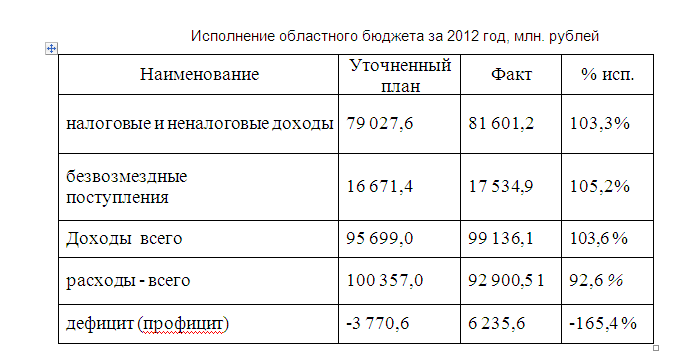 Исполнение областного бюджета за 2012 год, млн. рублей
Наименование Уточненный план Факт % исп.
налоговые и неналоговые доходы 79 027,6 81 601,2 103,3%
безвозмездные
поступления 16 671,4 17 534,9 105,2%
Доходы всего 95 699,0 99 136,1 103,6%
расходы - всего 100 357,0 92 900,51 92,6 %
дефицит (профицит) -3 770,6 6 235,6 -165,4%